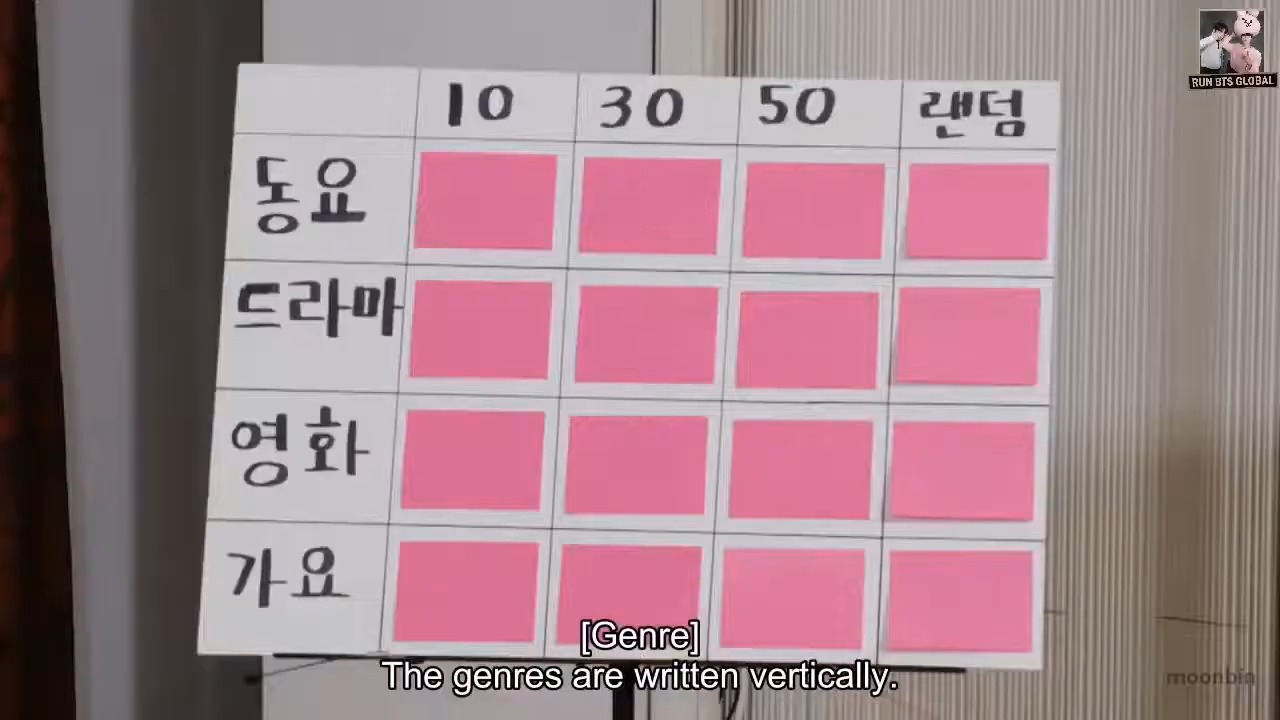 RUN BTS GLOBAL
10 30 50 랜덤
동요
드라마
영화
가요
[Genre]
The genres are written vertically.
moonbin